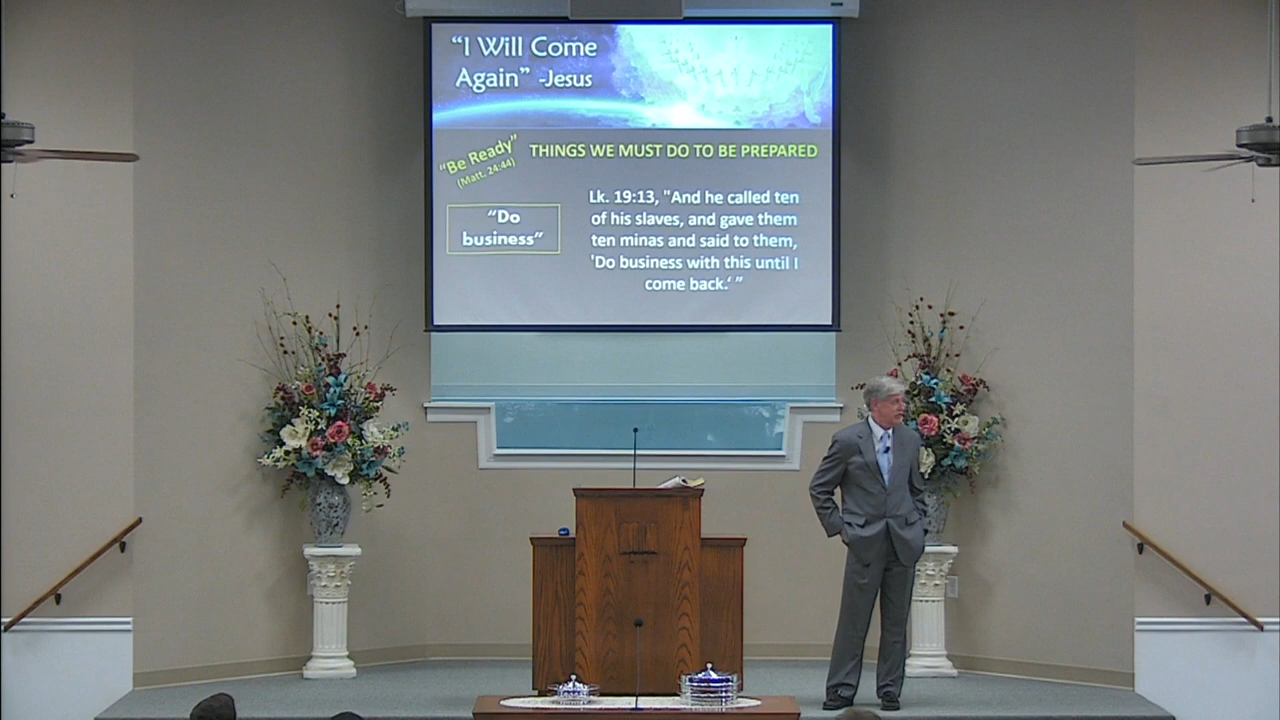 “I Will Come
Again” -Jesus
“Be Ready”
(Matt. 24:44)
THINGS WE MUST DO TO BE PREPARED
“Do
business”
Lk. 19:13, "And he called ten
of his slaves, and gave them
ten minas and said to them,
'Do business with this until I
come back.‘ ”